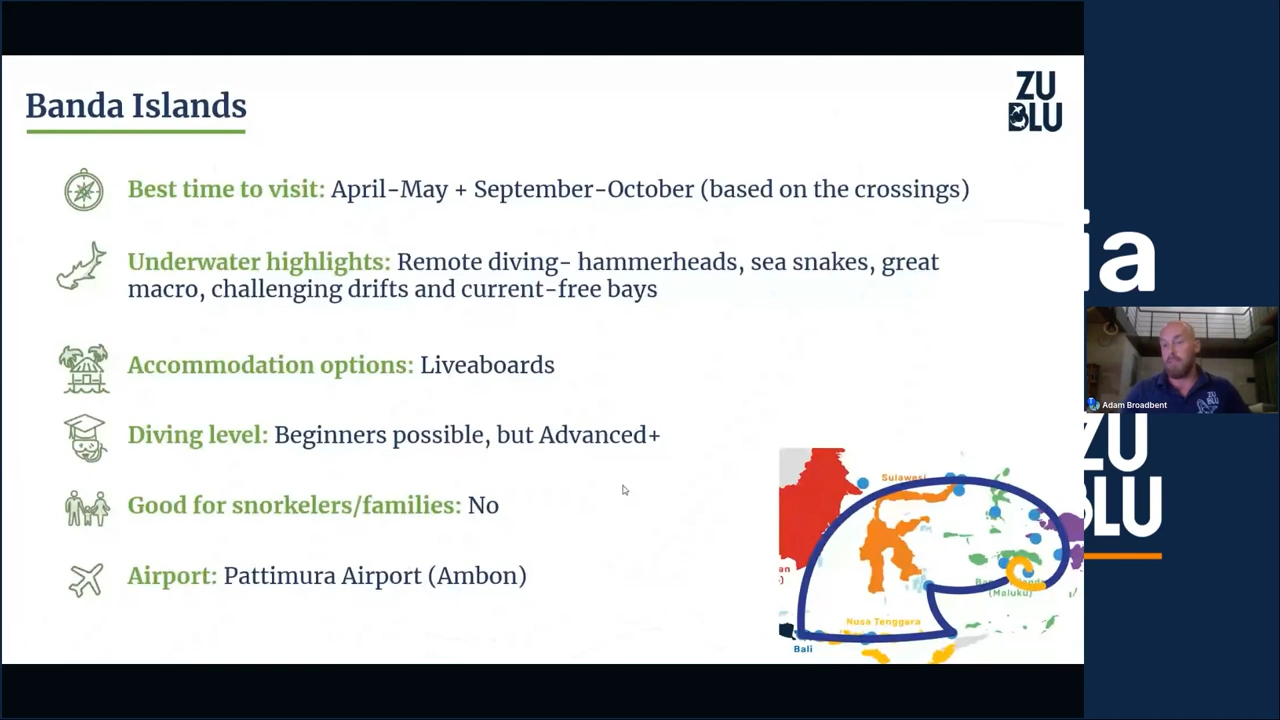 Banda Islands
ZU
BLU
Best time to visit: April-May + September-October (based on the crossings)
Underwater highlights: Remote diving- hammerheads, sea snakes, great
macro, challenging drifts and current-free bays
Accommodation options: Liveaboards
Diving level: Beginners possible, but Advanced+
Good for snorkelers/families: No
Airport: Pattimura Airport (Ambon)
Sulawesi
(Maluku)
Nusa Tenggara
Bali
ia
Adam Broadbent
ZU
BLU
ZU
BLU